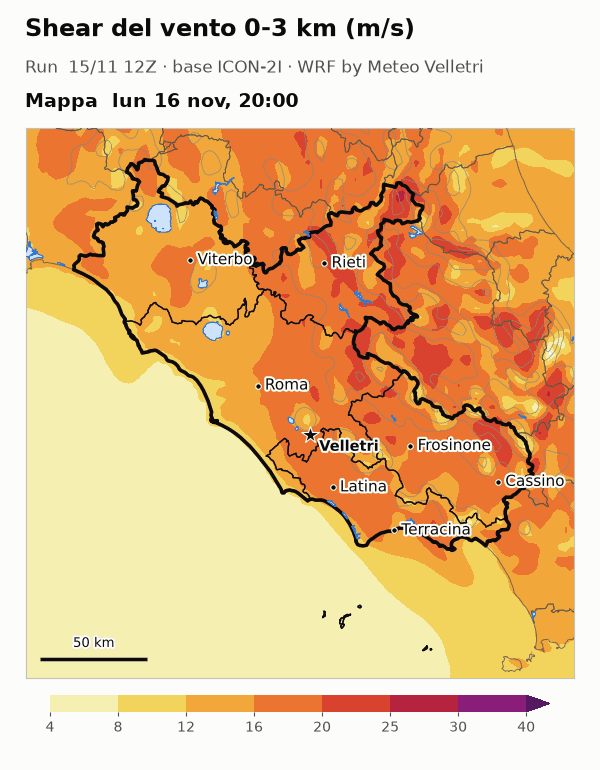 Shear del vento 0-3 km (m/s)
Run  15/11 12Z · base ICON-2I · WRF by Meteo Velletri
Mappa  lun 16 nov, 20:00
Viterbo
Rieti
Roma
Velletri
Frosinone
Cassino
Latina
Terracina
50 km
4 8 12 16 20 25 30 40